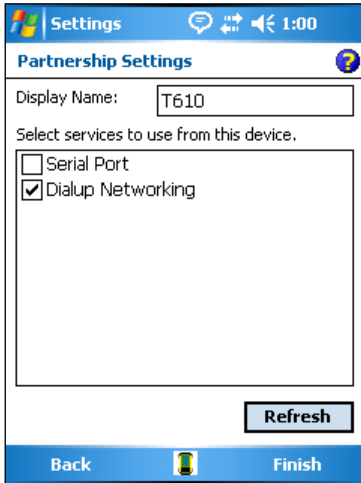 Settings 1:00
Partnership Settings
Display Name: T610
Select services to use from this device.
Serial Port
Dialup Networking
Refresh
Back Finish